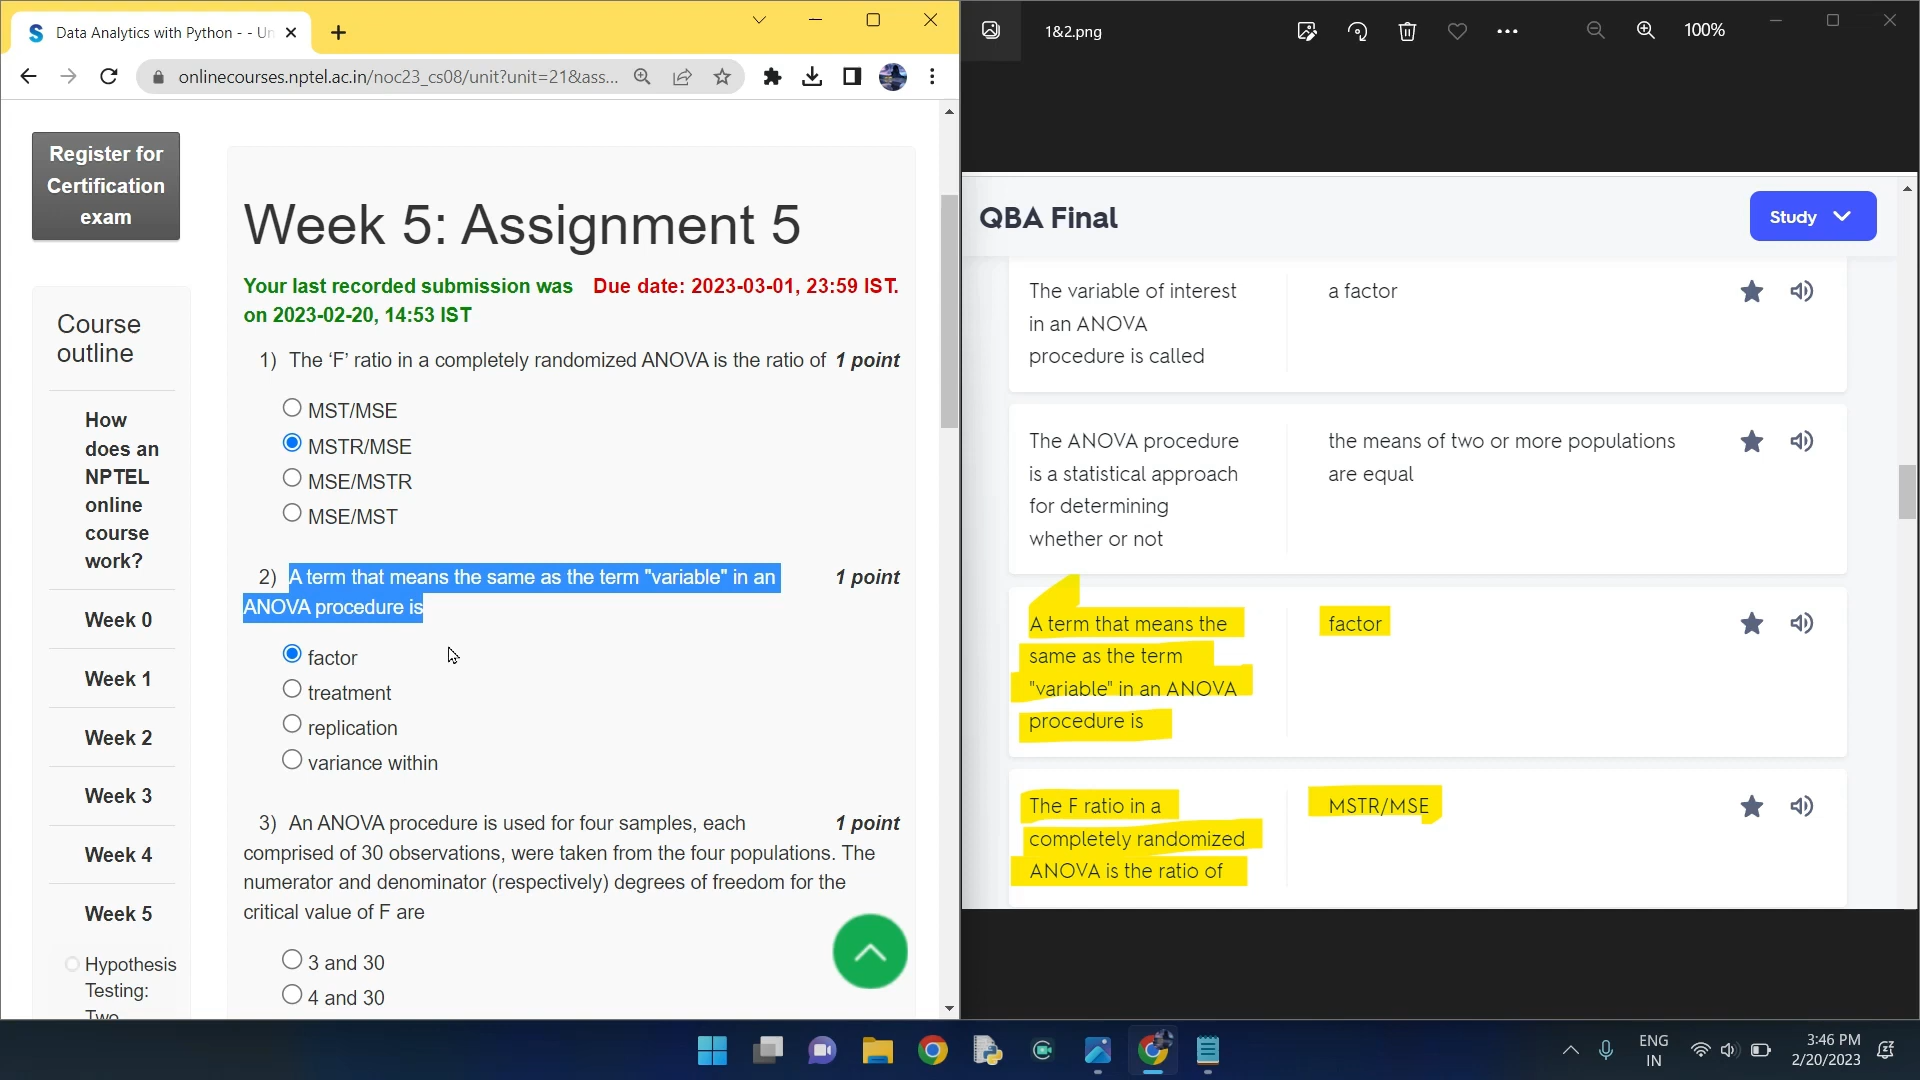 Data Analytics with Python - - Un
1&2.png
100%
onlinecourses.nptel.ac.in/noc23_cs08/unit?unit=21&ass...
Register for
Certification
exam
Course
outline
How
does an
NPTEL
online
course
work?
Week 0
Week 1
Week 2
Week 3
Week 4
Week 5
Hypothesis
Testing:
Two
Week 5: Assignment 5
Your last recorded submission was
on 2023-02-20, 14:53 IST
Due date: 2023-03-01, 23:59 IST.
1) The ‘F’ ratio in a completely randomized ANOVA is the ratio of 1 point
MST/MSE
MSTR/MSE
MSE/MSTR
MSE/MST
2) A term that means the same as the term "variable" in an 1 point
ANOVA procedure is
factor
treatment
replication
variance within
3) An ANOVA procedure is used for four samples, each 1 point
comprised of 30 observations, were taken from the four populations. The
numerator and denominator (respectively) degrees of freedom for the
critical value of F are
3 and 30
4 and 30
QBA Final
Study
The variable of interest
in an ANOVA
procedure is called
a factor
The ANOVA procedure
is a statistical approach
for determining
whether or not
the means of two or more populations
are equal
A term that means the
same as the term
"variable" in an ANOVA
procedure is
factor
The F ratio in a
completely randomized
ANOVA is the ratio of
MSTR/MSE
ENG
IN
3:46 PM
2/20/2023